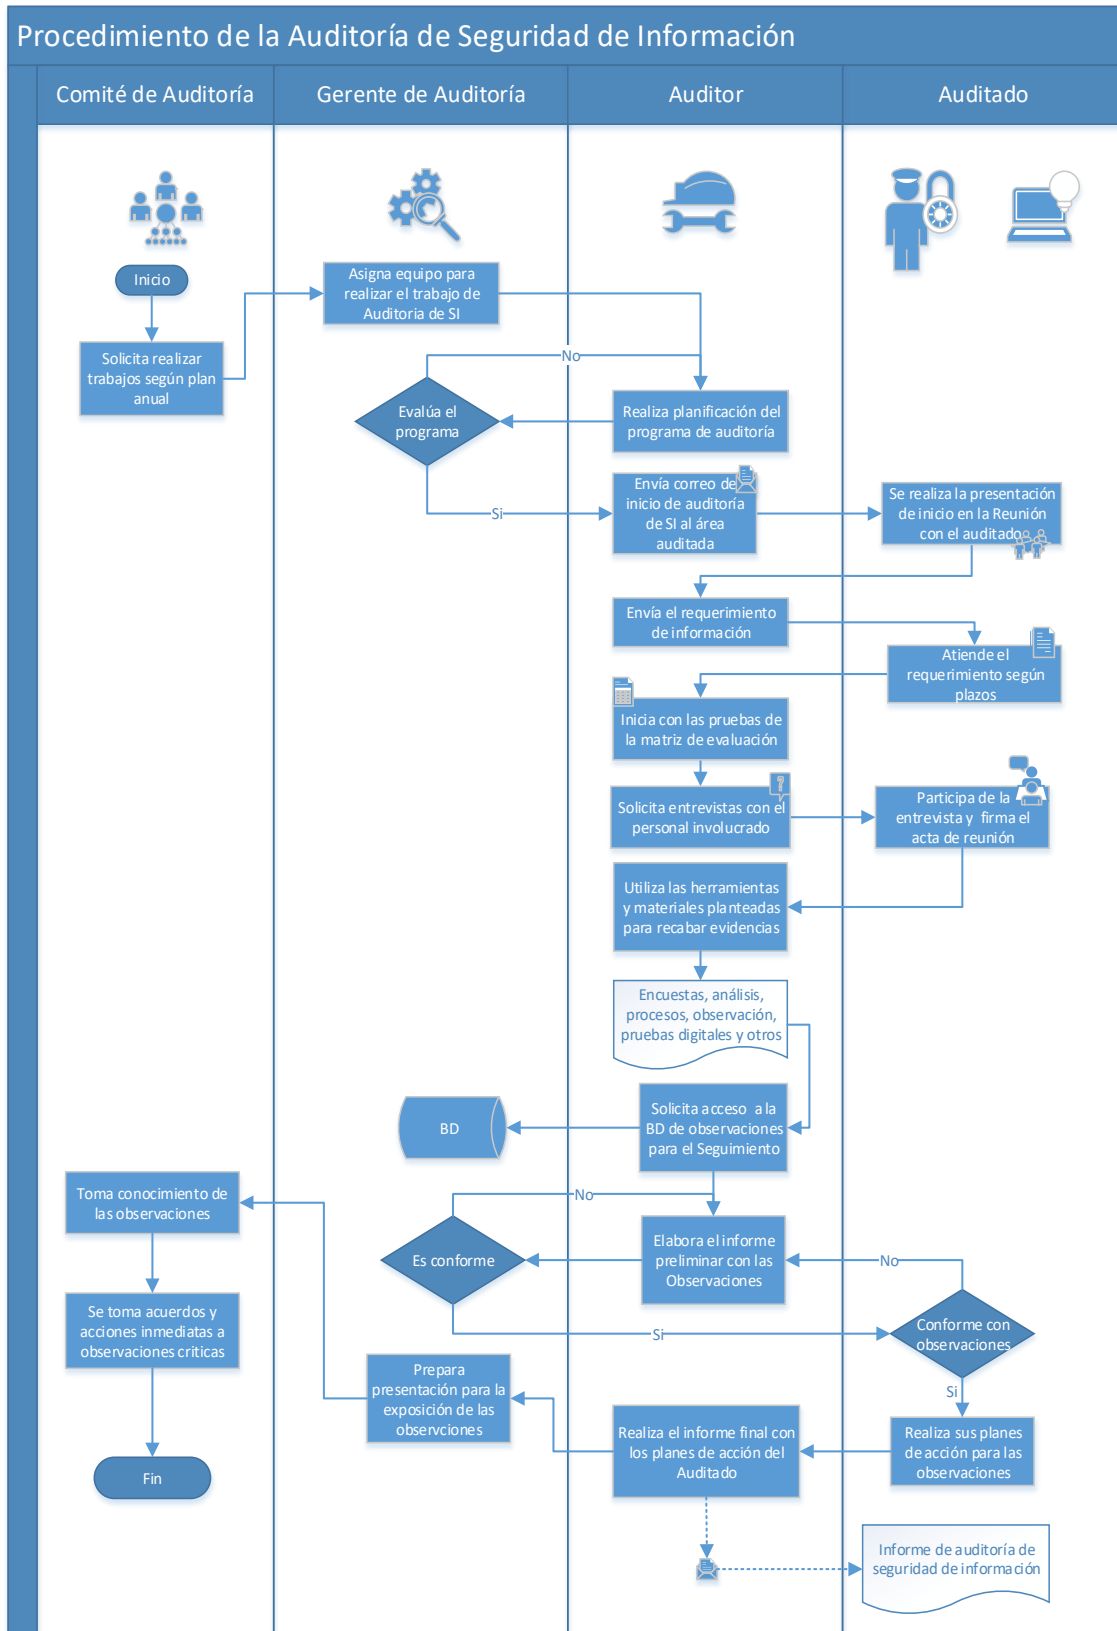 Procedimiento de la Auditoría de Seguridad de Información
Comité de Auditoría
Gerente de Auditoría
Auditor
Auditado
Inicio
Solicita realizar
trabajos según plan
anual
Asigna equipo para
realizar el trabajo de
Auditoria de SI
No
Evalúa el
programa
Realiza planificación del
programa de auditoría
Si
Envía correo de
inicio de auditoría
de SI al área
auditada
Se realiza la presentación
de inicio en la Reunión
con el auditado
Envía el requerimiento
de información
Atiende el
requerimiento según
plazos
Inicia con las pruebas de
la matriz de evaluación
Solicita entrevistas con el
personal involucrado
Participa de la
entrevista y firma el
acta de reunión
Utiliza las herramientas
y materiales planteadas
para recabar evidencias
Encuestas, análisis,
procesos, observación,
pruebas digitales y otros
Solicita acceso a la
BD de observaciones
para el Seguimiento
BD
Toma conocimiento de
las observaciones
No
Es conforme
Elabora el informe
preliminar con las
Observaciones
No
Si
Conforme con
observaciones
Si
Se toma acuerdos y
acciones inmediatas a
observaciones criticas
Prepara
presentación para la
exposición de las
observciones
Realiza el informe final con
los planes de acción del
Auditado
Realiza sus planes
de acción para las
observaciones
Fin
Informe de auditoría de
seguridad de información